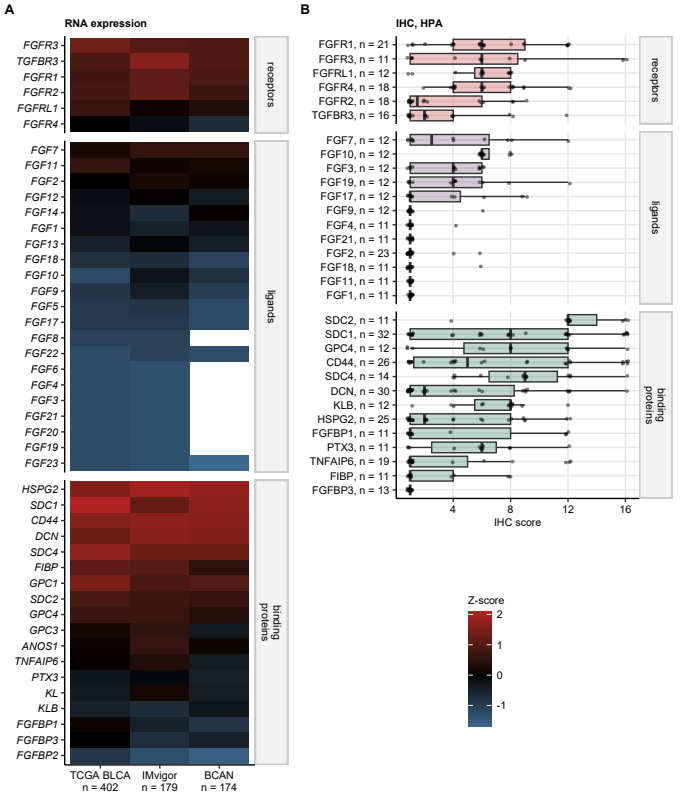 A
RNA expression
FGFR3
TGFBR3
FGFR1
FGFR2
FGFRL1
FGFR4
receptors
FGF7
FGF11
FGF2
FGF12
FGF14
FGF1
FGF13
FGF18
FGF10
FGF9
FGF5
FGF17
FGF8
FGF22
FGF6
FGF4
FGF3
FGF21
FGF20
FGF19
FGF23
ligands
HSPG2
SDC1
CD44
DCN
SDC4
FIBP
GPC1
SDC2
GPC4
GPC3
ANOS1
TNFAIP6
PTX3
KL
KLB
FGFBP1
FGFBP3
FGFBP2
binding
proteins
TCGA BLCA
n = 402
IMvigor
n = 179
BCAN
n = 174
B
IHC, HPA
FGFR1, n = 21
FGFR3, n = 11
FGFRL1, n = 12
FGFR4, n = 18
FGFR2, n = 18
TGFBR3, n = 16
receptors
FGF7, n = 12
FGF10, n = 12
FGF3, n = 12
FGF19, n = 12
FGF17, n = 12
FGF9, n = 12
FGF4, n = 11
FGF21, n = 11
FGF2, n = 23
FGF18, n = 11
FGF11, n = 11
FGF1, n = 11
ligands
SDC2, n = 11
SDC1, n = 32
GPC4, n = 12
CD44, n = 26
SDC4, n = 14
DCN, n = 30
KLB, n = 12
HSPG2, n = 25
FGFBP1, n = 11
PTX3, n = 11
TNFAIP6, n = 19
FIBP, n = 11
FGFBP3, n = 13
binding
proteins
4 8 12 16
IHC score
Z-score
2
1
0
-1